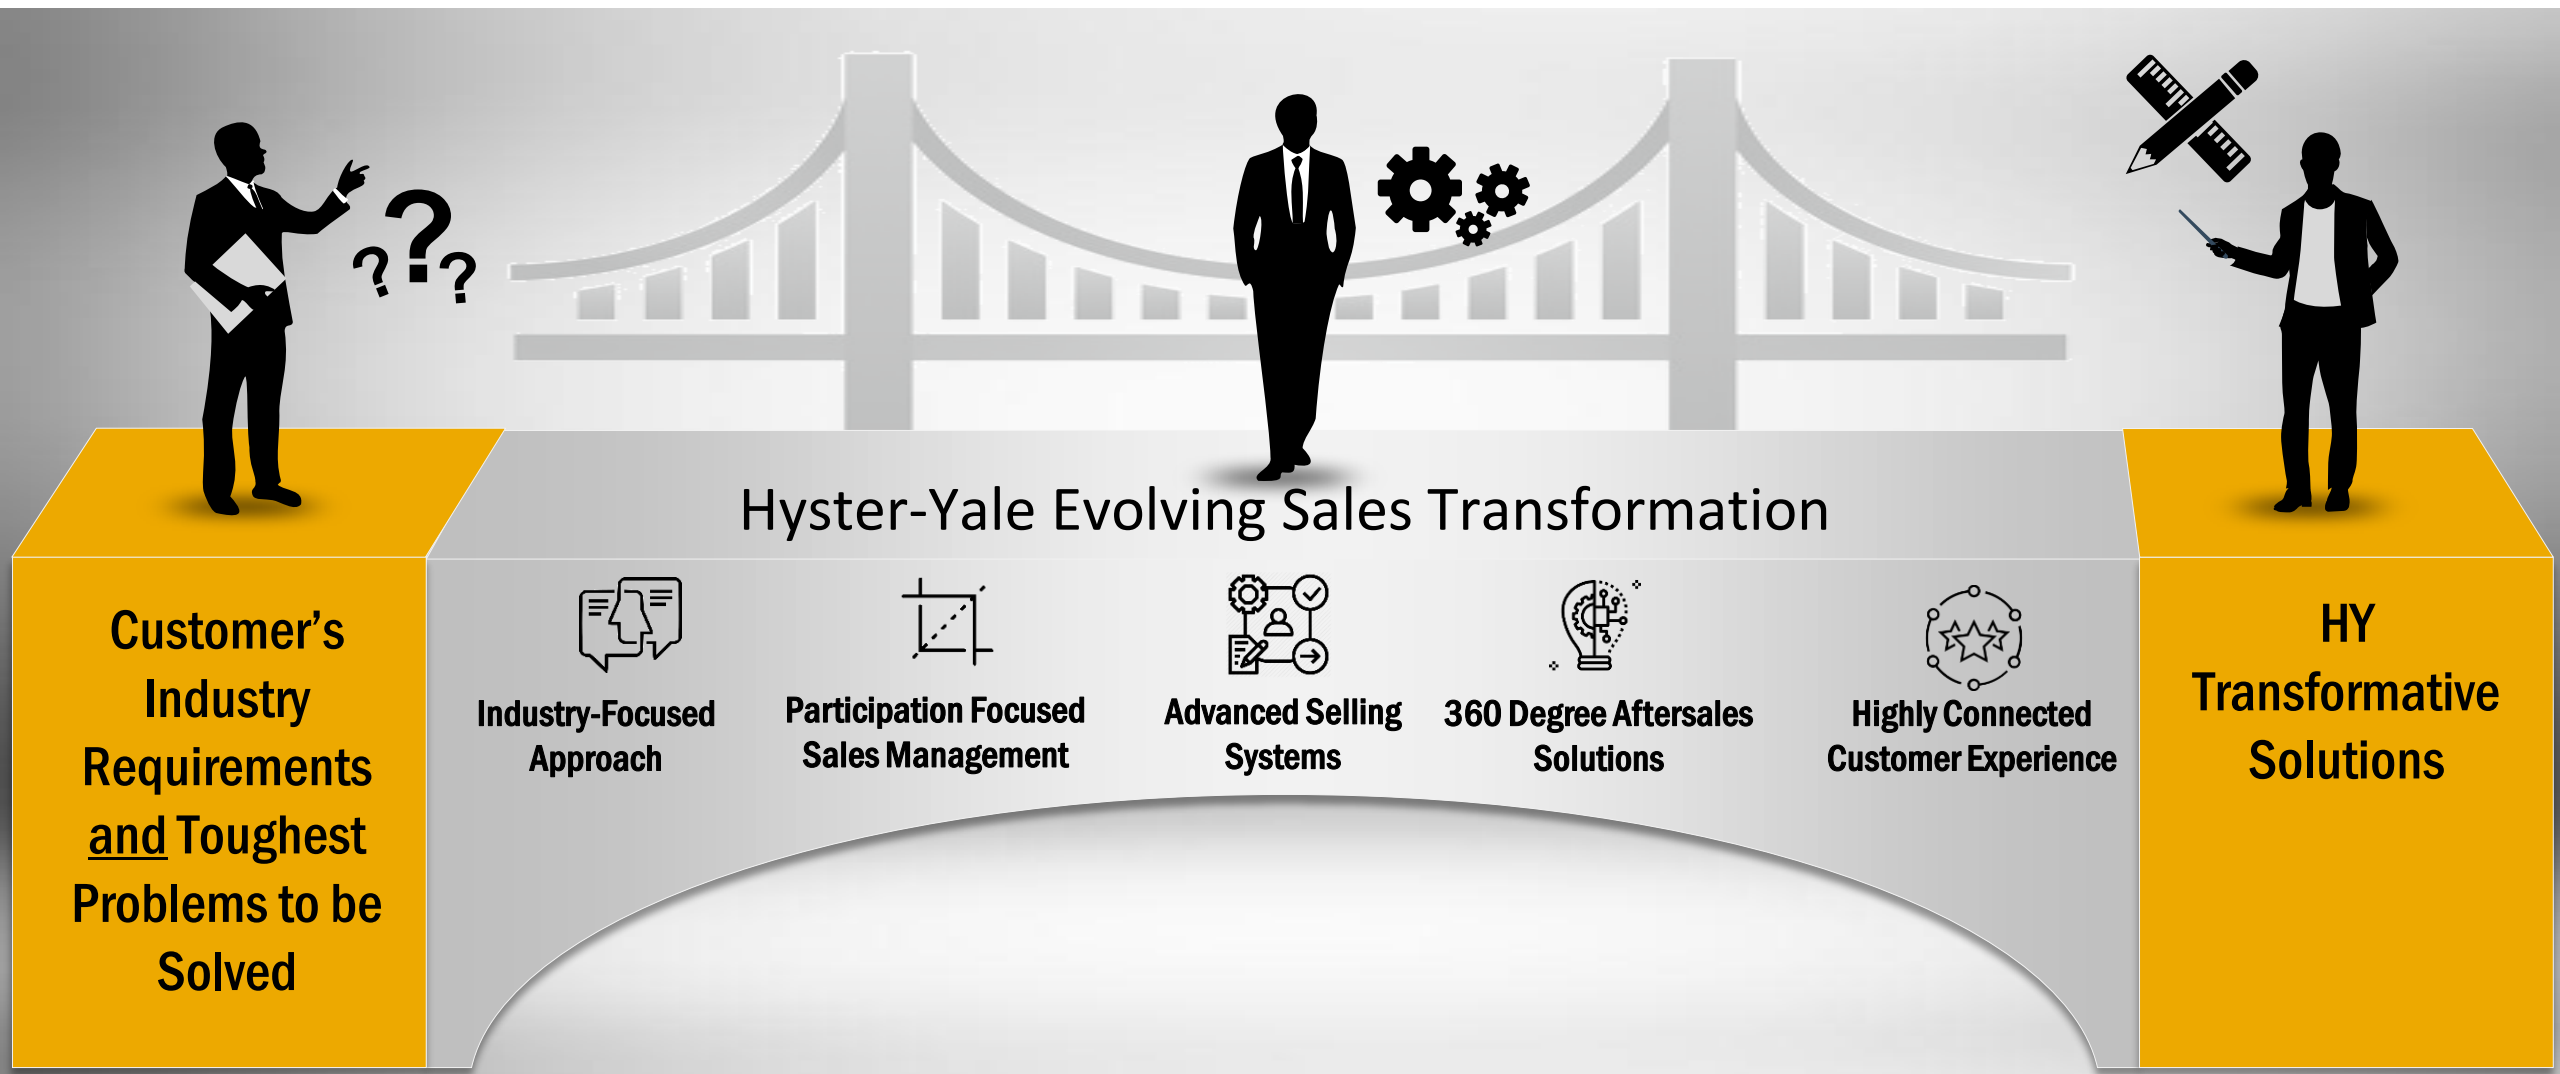 ? ? ?
Hyster-Yale Evolving Sales Transformation
Customer’s
Industry
Requirements
and Toughest
Problems to be
Solved
Industry-Focused
Approach
Participation Focused
Sales Management
Advanced Selling
Systems
360 Degree Aftersales
Solutions
Highly Connected
Customer Experience
HY
Transformative
Solutions